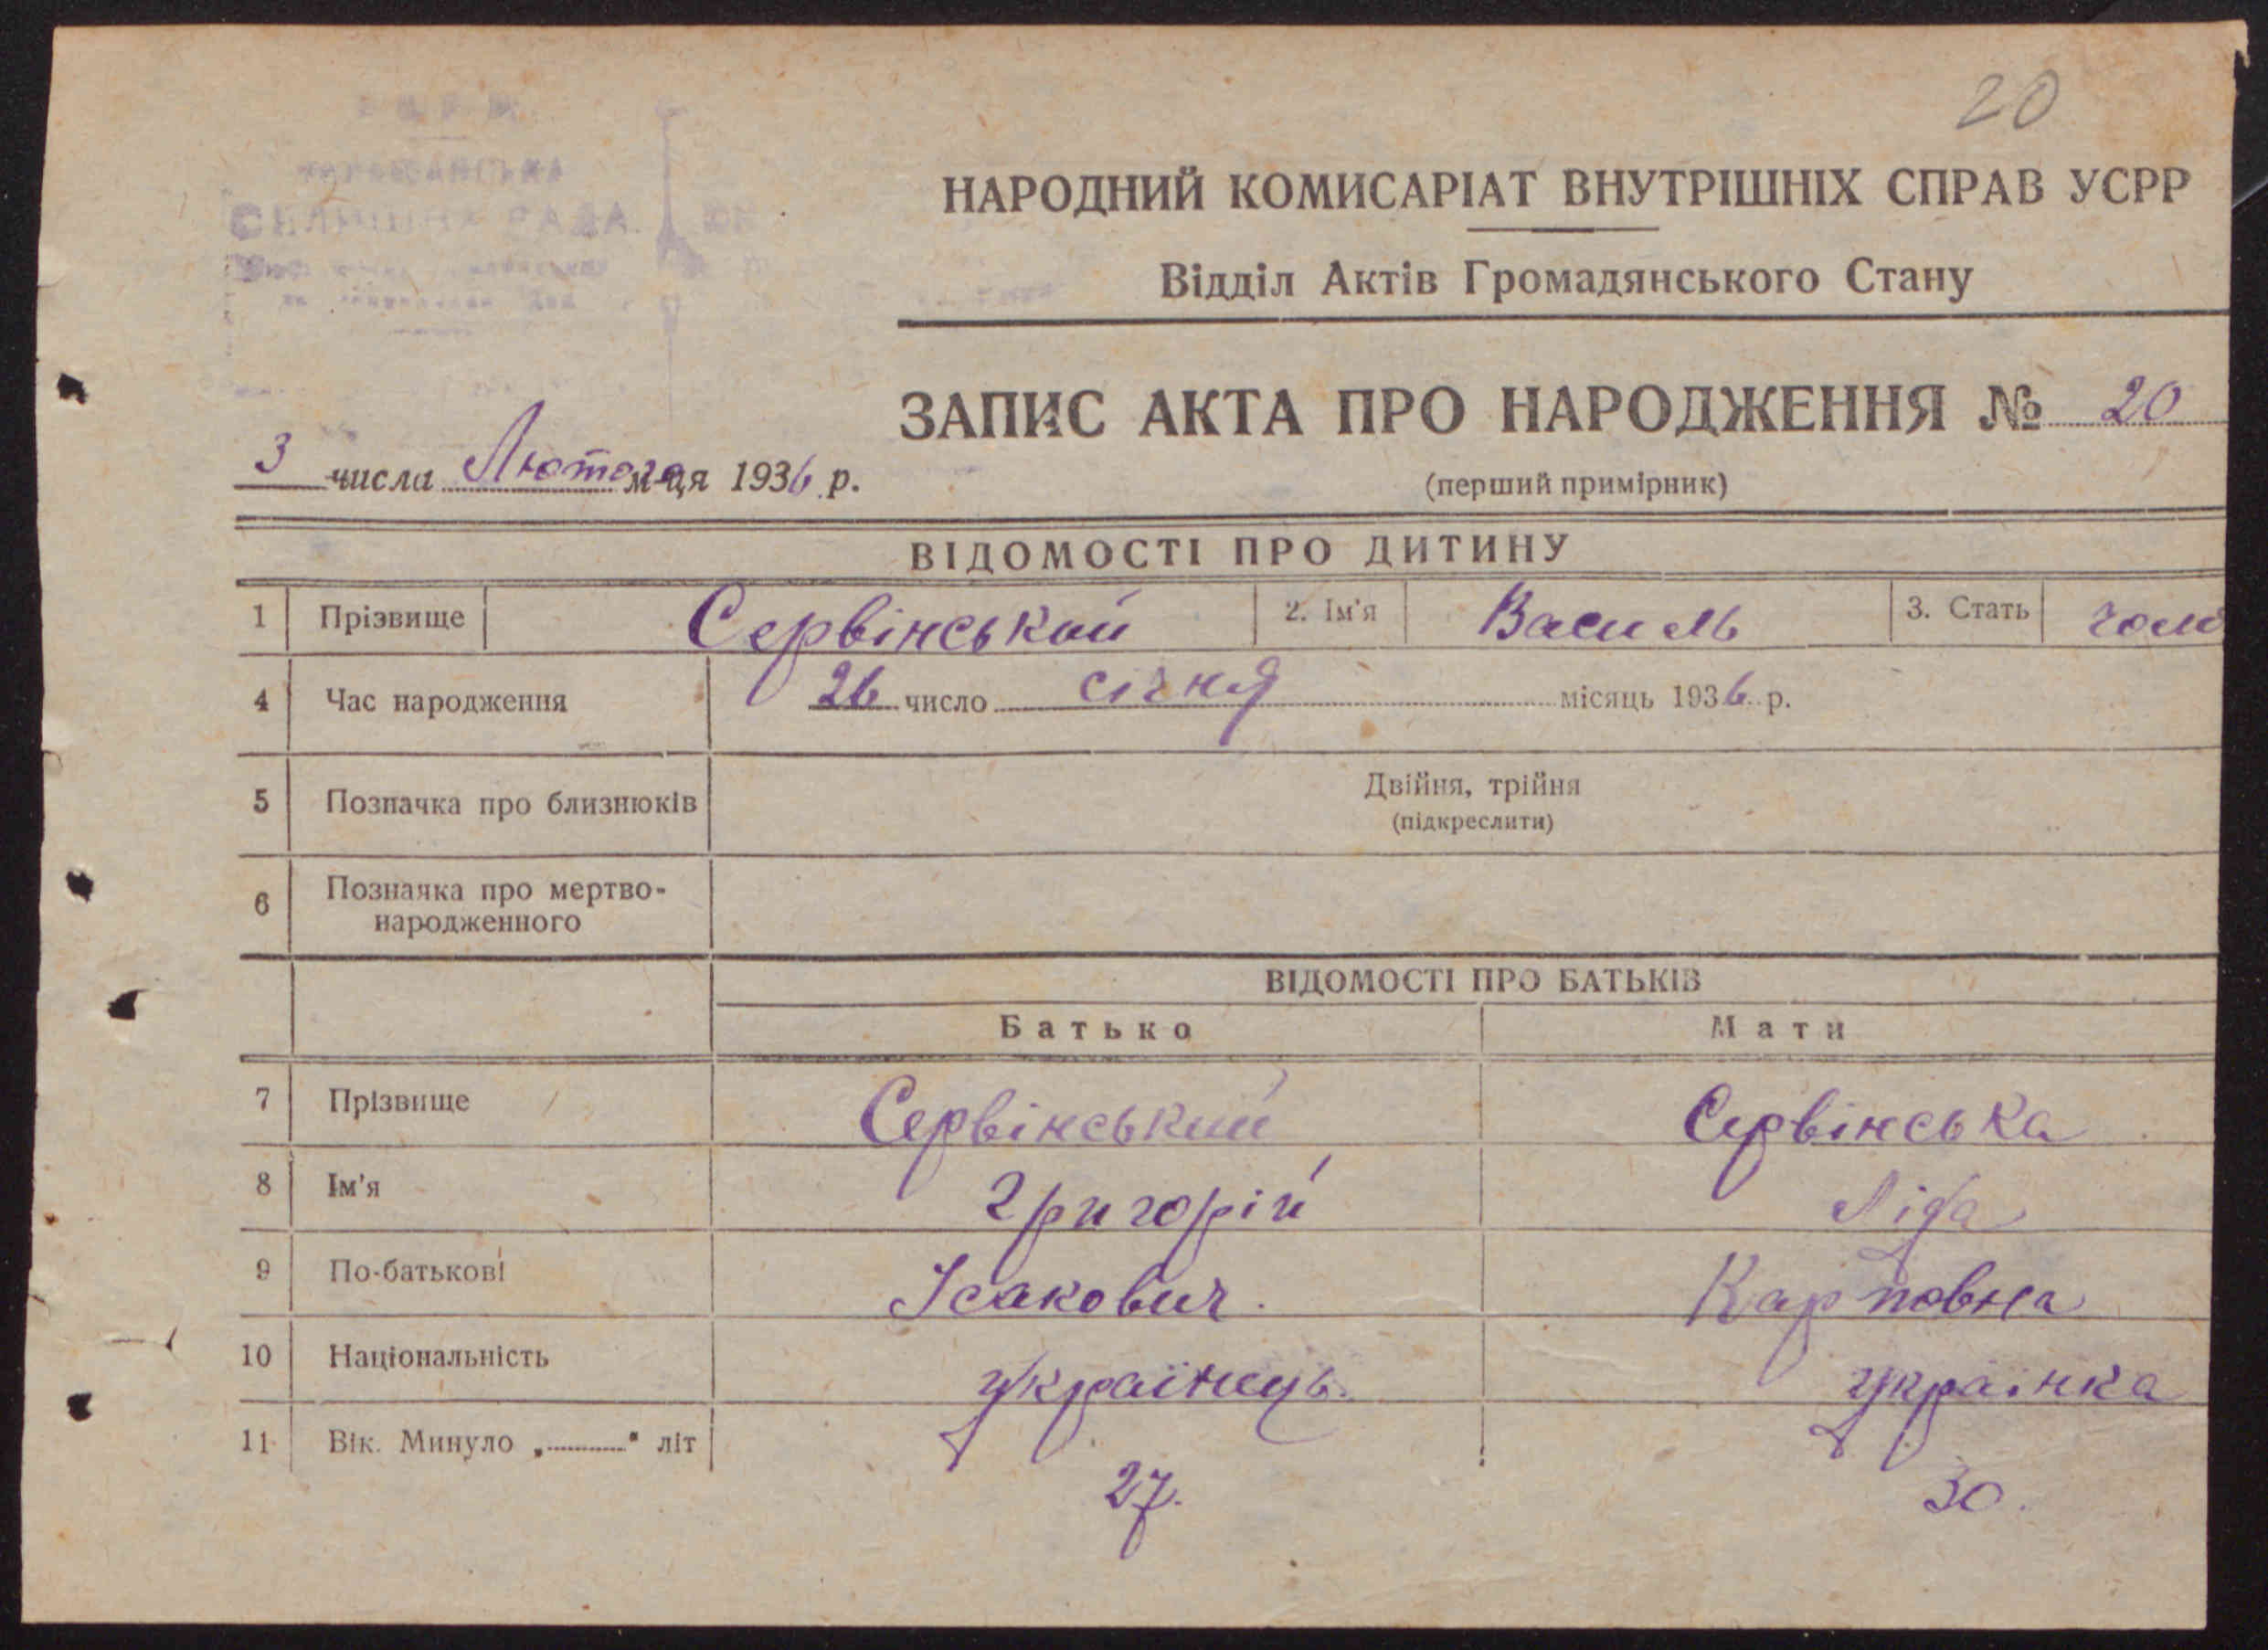 20
СЕЛИЩНА РАДА
НАРОДНИЙ КОМИСАРІАТ ВНУТРІШНІХ СПРАВ УСРР
Відділ Актів Громадянського Стану
ЗАПИС АКТА ПРО НАРОДЖЕННЯ № 20
3 числа Лютого м-ця 1936 р.
(перший примірник)
ВІДОМОСТІ ПРО ДИТИНУ
1 Прізвище Сервінський 2. Ім'я Василь 3. Стать чолов
4 Час народження 26 число січня місяць 1936 р.
5 Позначка про близнюків Двійня, трійня
(підкреслити)
6 Познаяка про мертво-
народженного
ВІДОМОСТІ ПРО БАТЬКІВ
Батько Мати
7 Прізвище Сервінський Сервінська
8 Ім'я Григорій Ліда
9 По-батькові Ісакович. Карповна
10 Національність українець. українка
11 Вік. Минуло „ " літ
27. 30.